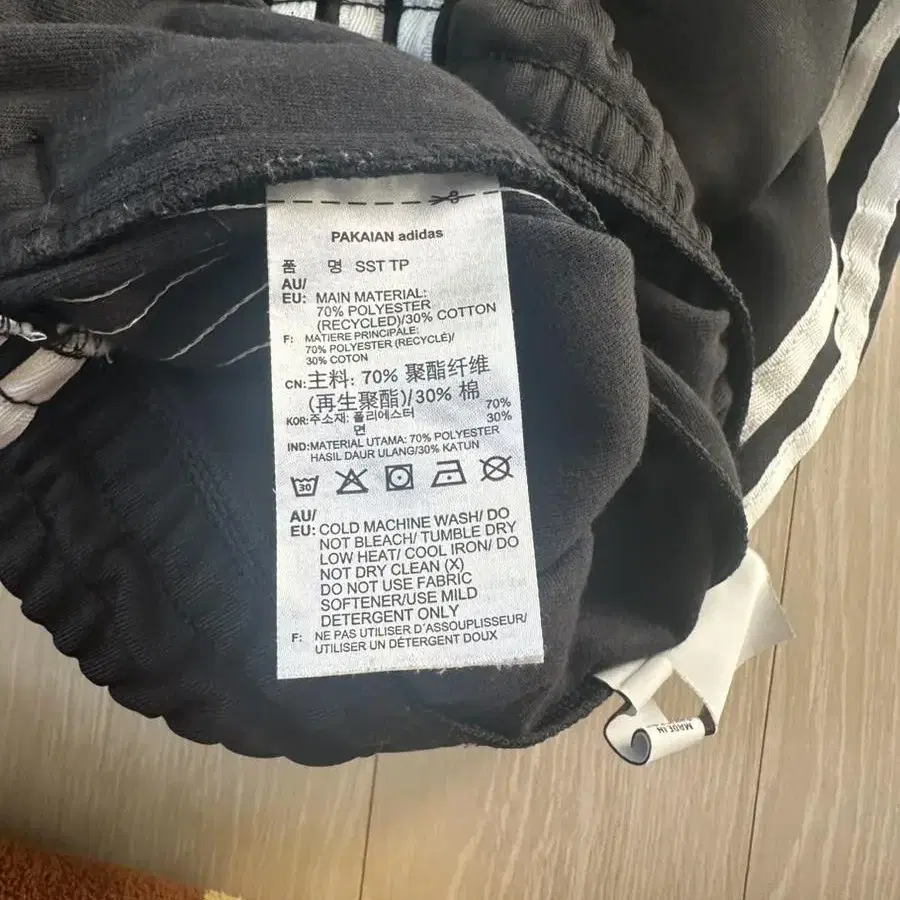 PAKAIAN adidas
품 명 SST TP
AU/
EU: MAIN MATERIAL:
70% POLYESTER
(RECYCLED)/30% COTTON
F: MATIERE PRINCIPALE:
70% POLYESTER (RECYCLÉ)/
30% COTON
CN: 主料: 70% 聚酯纤维
(再生聚酯)/30% 棉
KOR: 주소재: 폴리에스터 70%
면 30%
IND: MATERIAL UTAMA: 70% POLYESTER
HASIL DAUR ULANG/30% KATUN
30
AU/
EU: COLD MACHINE WASH/ DO
NOT BLEACH/ TUMBLE DRY
LOW HEAT/ COOL IRON/ DO
NOT DRY CLEAN (X)
DO NOT USE FABRIC
SOFTENER/USE MILD
DETERGENT ONLY
F: NE PAS UTILISER D'ASSOUPLISSEUR/
UTILISER UN DÉTERGENT DOUX
MADE IN